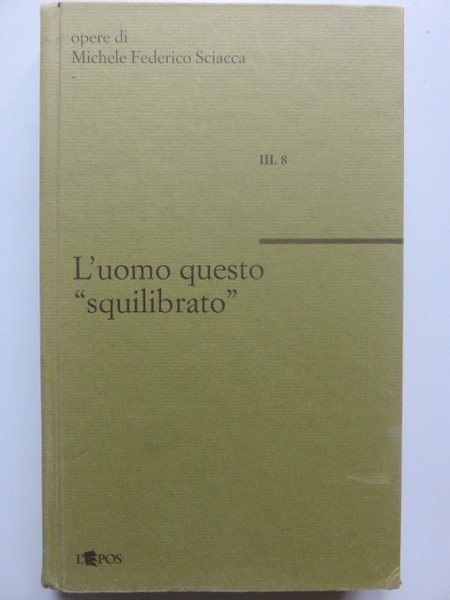 opere di
Michele Federico Sciacca
III. 8
L'uomo questo
“squilibrato”
L'EPOS